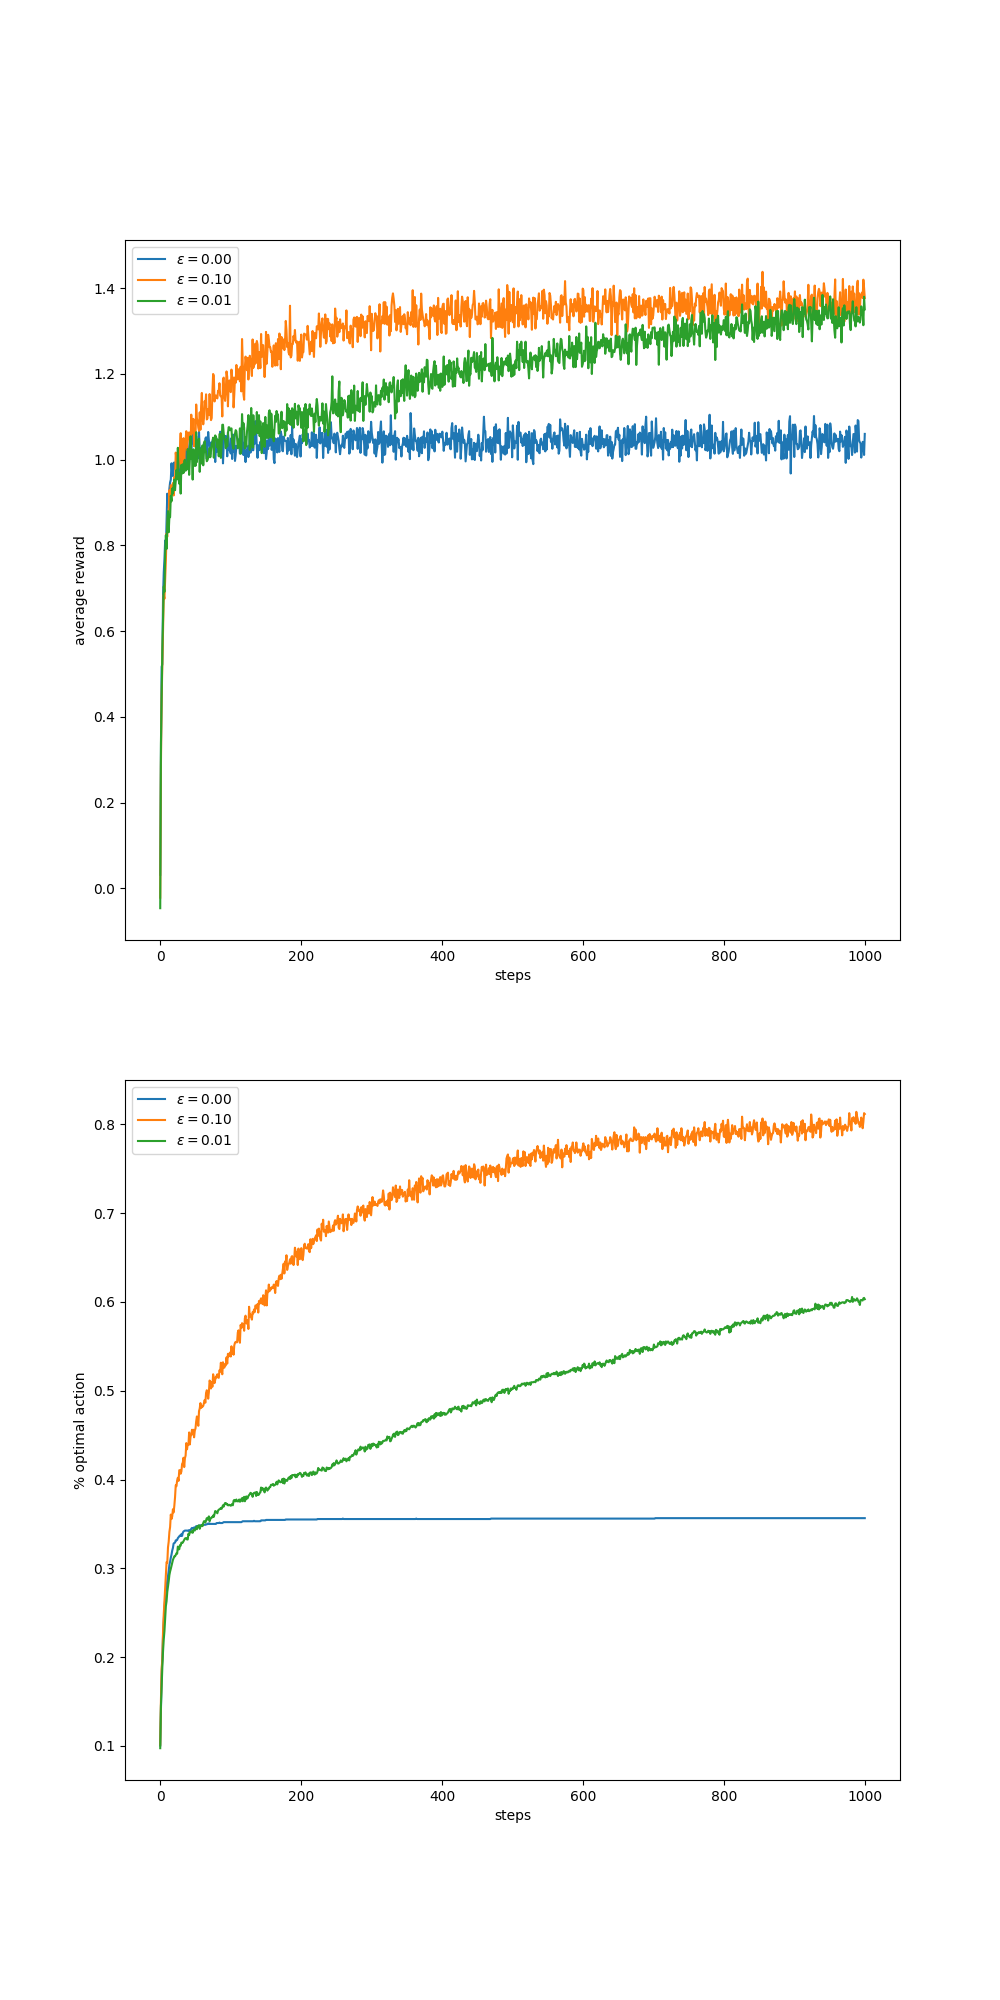 ε = 0.00
ε = 0.10
ε = 0.01
1.4
1.2
1.0
0.8
0.6
0.4
0.2
0.0
average reward
0 200 400 600 800 1000
steps
ε = 0.00
ε = 0.10
ε = 0.01
0.8
0.7
0.6
0.5
0.4
0.3
0.2
0.1
% optimal action
0 200 400 600 800 1000
steps